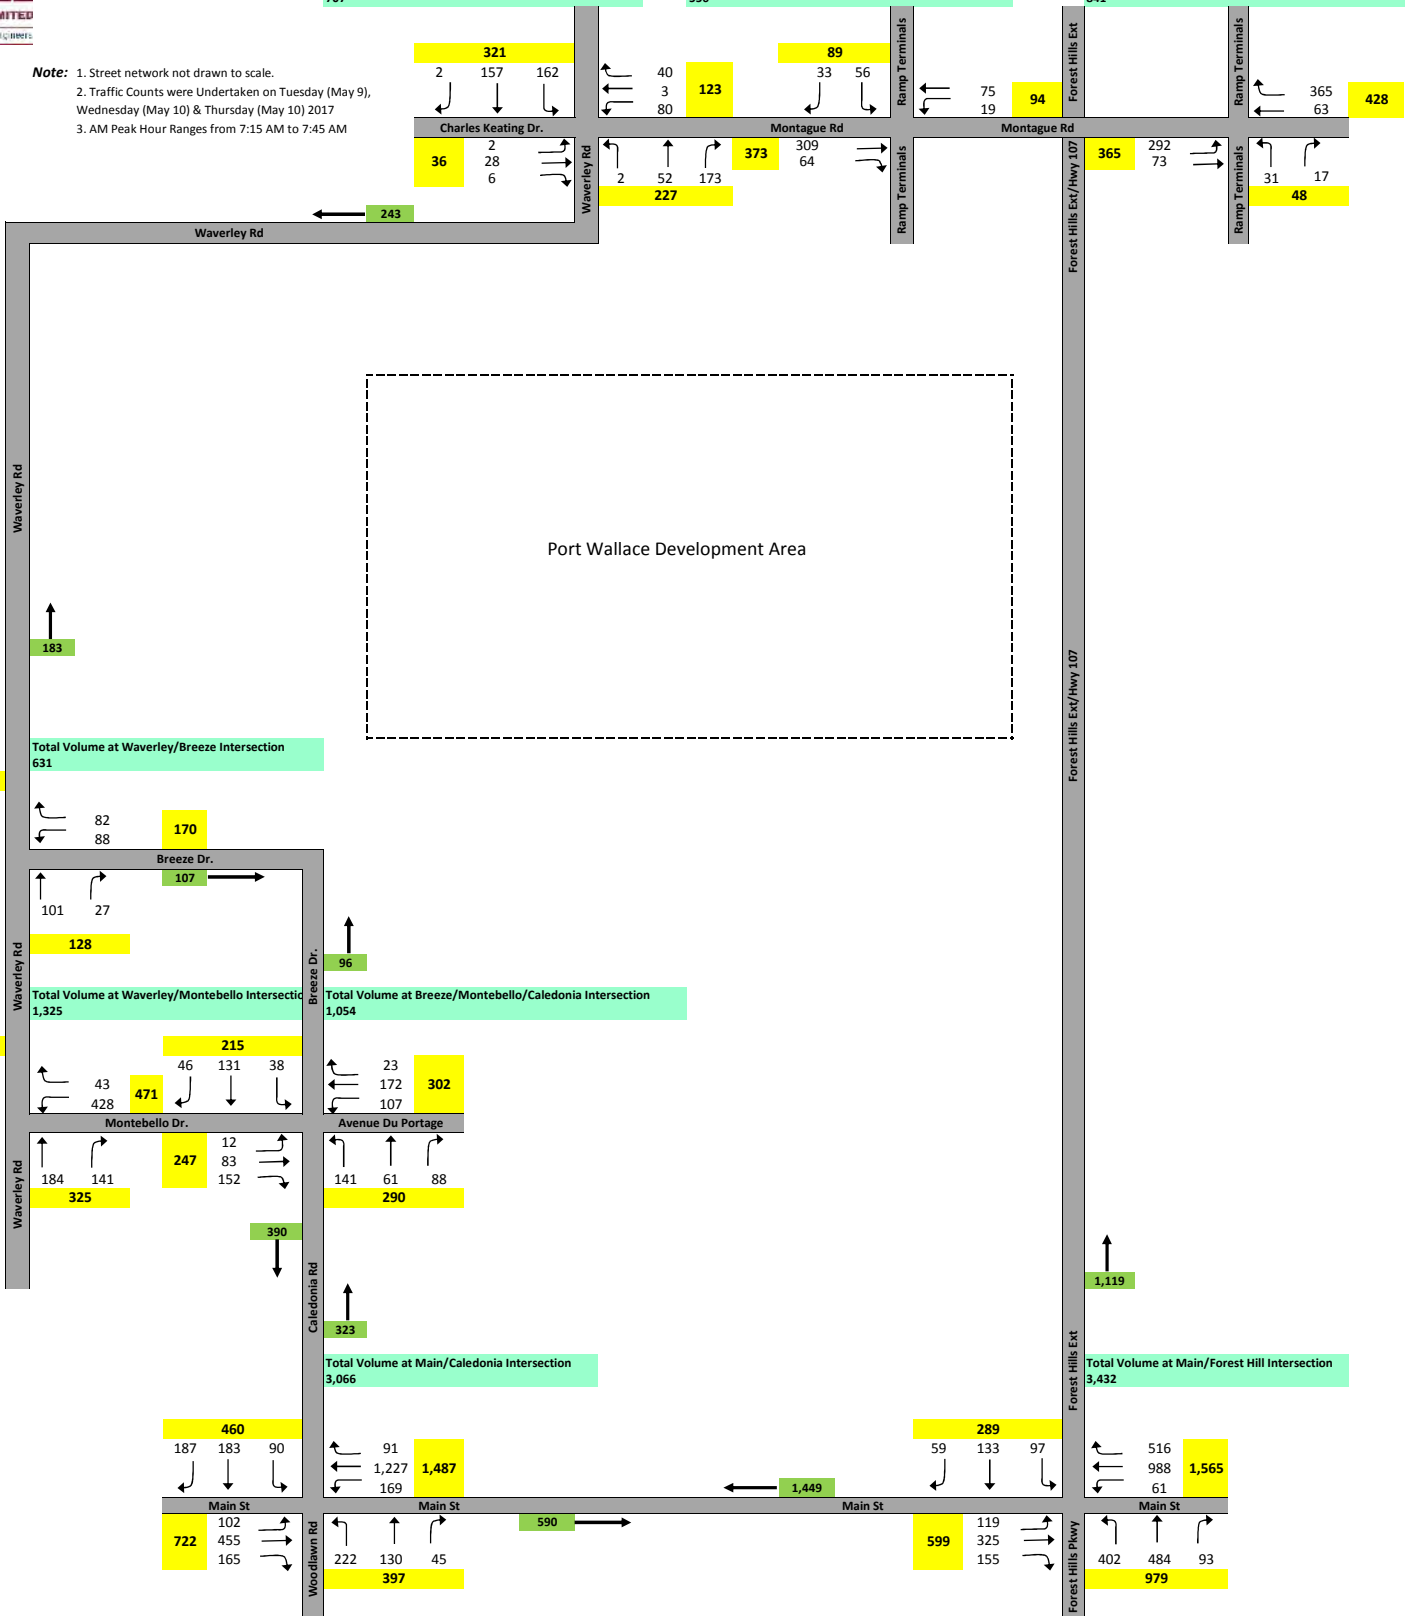 MITED
Note: 1. Street network not drawn to scale.
2. Traffic Counts were Undertaken on Tuesday (May 9),
Wednesday (May 10) & Thursday (May 10) 2017
3. AM Peak Hour Ranges from 7:15 AM to 7:45 AM
321
2 157 162
Charles Keating Dr.
36
2
28
6
Waverley Rd
40
3
80
123
2 52 173
227
89
33 56
Montague Rd
373
309
64
Ramp Terminals
Ramp Terminals
75
19
94
Montague Rd
Forest Hills Ext
Forest Hills Ext/Hwy 107
365
292
73
Ramp Terminals
Ramp Terminals
365
63
428
31 17
48
243
Waverley Rd
Waverley Rd
Port Wallace Development Area
183
Forest Hills Ext/Hwy 107
Total Volume at Waverley/Breeze Intersection
631
82
88
170
Breeze Dr.
107
101 27
128
Waverley Rd
Breeze Dr.
96
Total Volume at Waverley/Montebello Intersectio
1,325
Total Volume at Breeze/Montebello/Caledonia Intersection
1,054
43
428
471
215
46 131 38
23
172
107
302
Montebello Dr.
Avenue Du Portage
Waverley Rd
184 141
325
247
12
83
152
141 61 88
290
390
Caledonia Rd
323
1,119
Forest Hills Ext
Total Volume at Main/Caledonia Intersection
3,066
Total Volume at Main/Forest Hill Intersection
3,432
460
187 183 90
91
1,227
169
1,487
1,449
289
59 133 97
516
988
61
1,565
Main St
Main St
Main St
Main St
722
102
455
165
Woodlawn Rd
222 130 45
397
590
599
119
325
155
Forest Hills Pkwy
402 484 93
979